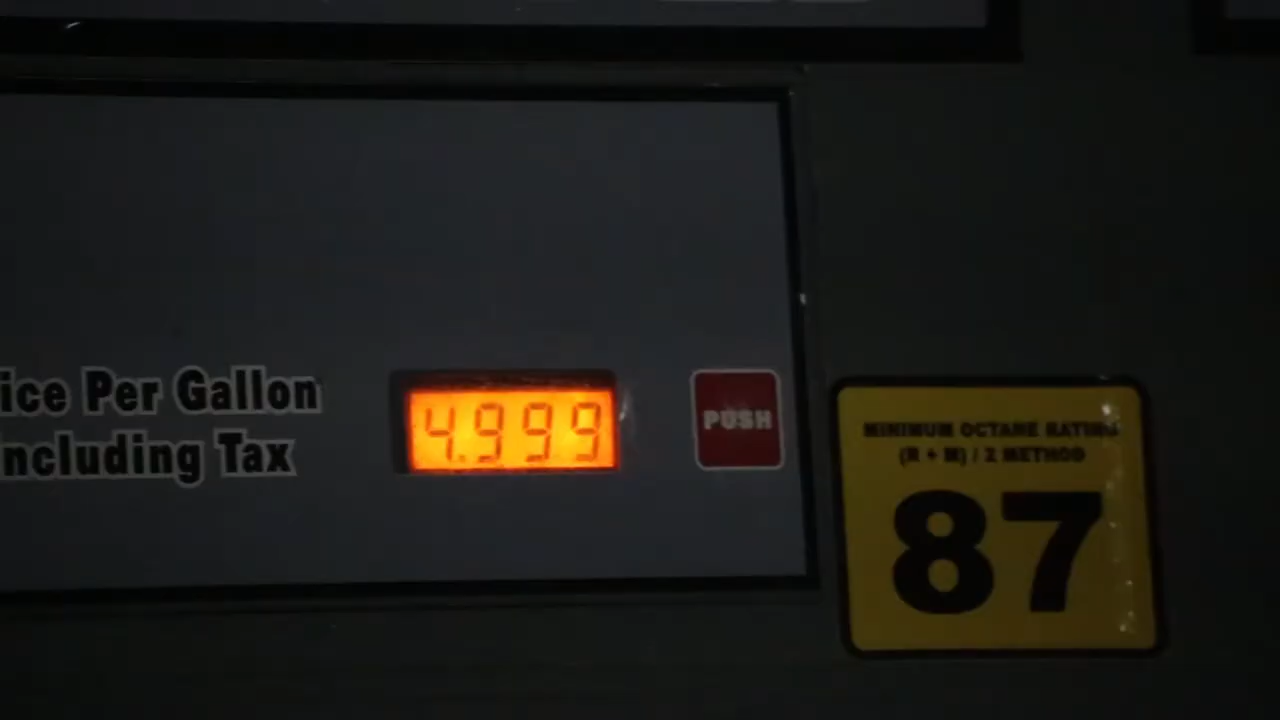 ice Per Gallon
ncluding Tax
4.999
PUSH
MINIMUM OCTANE RATING
(R + M) / 2 METHOD
87